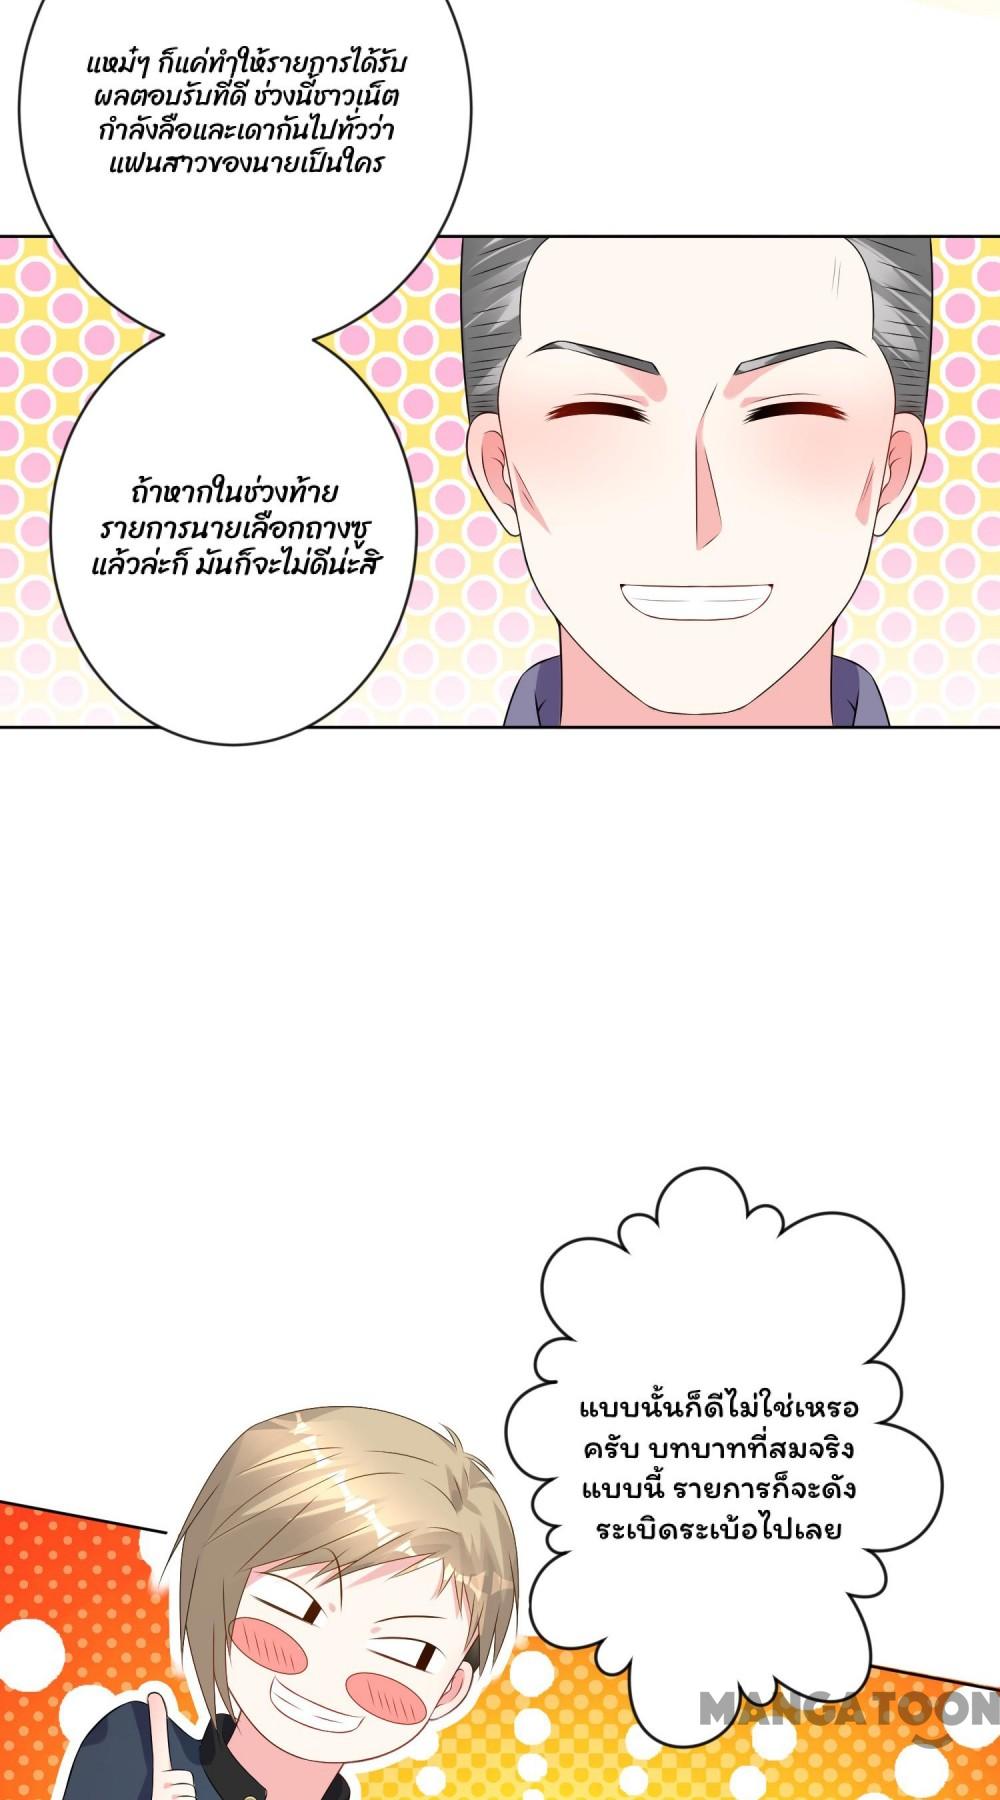 แหม๋ๆ ก็แค่ทำให้รายการได้รับ
ผลตอบรับที่ดี ช่วงนี้ชาวเน็ต
กำลังลือและเดากันไปทั่วว่า
แฟนสาวของนายเป็นใคร
ถ้าหากในช่วงท้าย
รายการนายเลือกถางซู
แล้วล่ะก็ มันก็จะไม่ดีน่ะสิ
แบบนั้นก็ดีไม่ใช่เหรอ
ครับ บทบาทที่สมจริง
แบบนี้ รายการก็จะดัง
ระเบิดระเบ้อไปเลย
MANGATOON